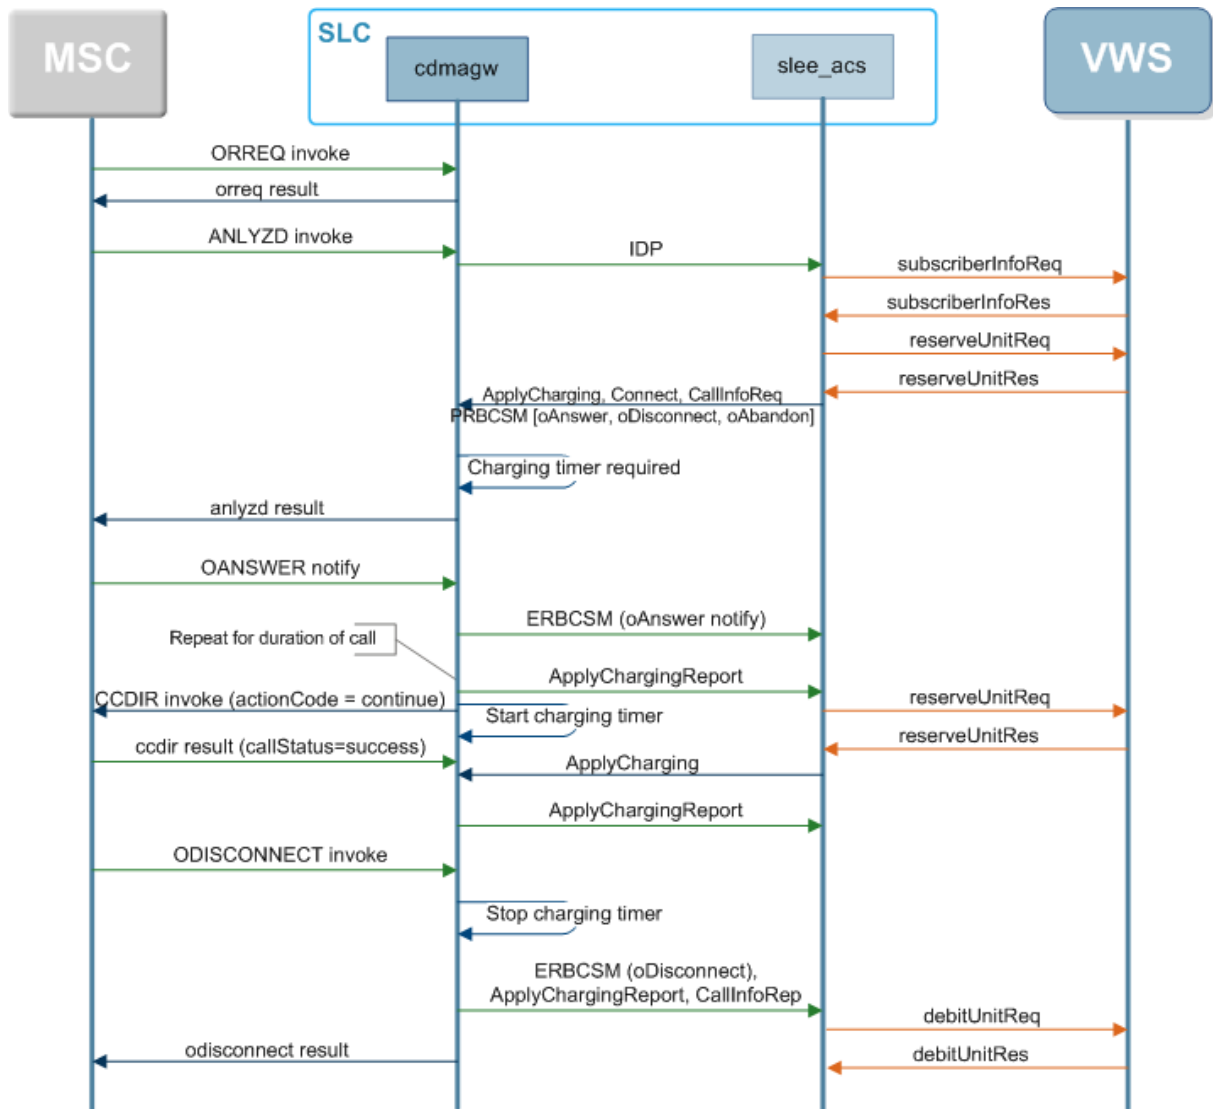 MSC
SLC
cdmagw
slee_acs
VWS
ORREQ invoke
orreq result
ANLYZD invoke
IDP
subscriberInfoReq
subscriberInfoRes
reserveUnitReq
reserveUnitRes
ApplyCharging, Connect, CallInfoReq
PRBCSM [oAnswer, oDisconnect, oAbandon]
Charging timer required
anlyzd result
OANSWER notify
ERBCSM (oAnswer notify)
Repeat for duration of call
ApplyChargingReport
CCDIR invoke (actionCode = continue)
reserveUnitReq
Start charging timer
reserveUnitRes
ccdir result (callStatus=success)
ApplyCharging
ApplyChargingReport
ODISCONNECT invoke
Stop charging timer
ERBCSM (oDisconnect),
ApplyChargingReport, CallInfoRep
debitUnitReq
odisconnect result
debitUnitRes